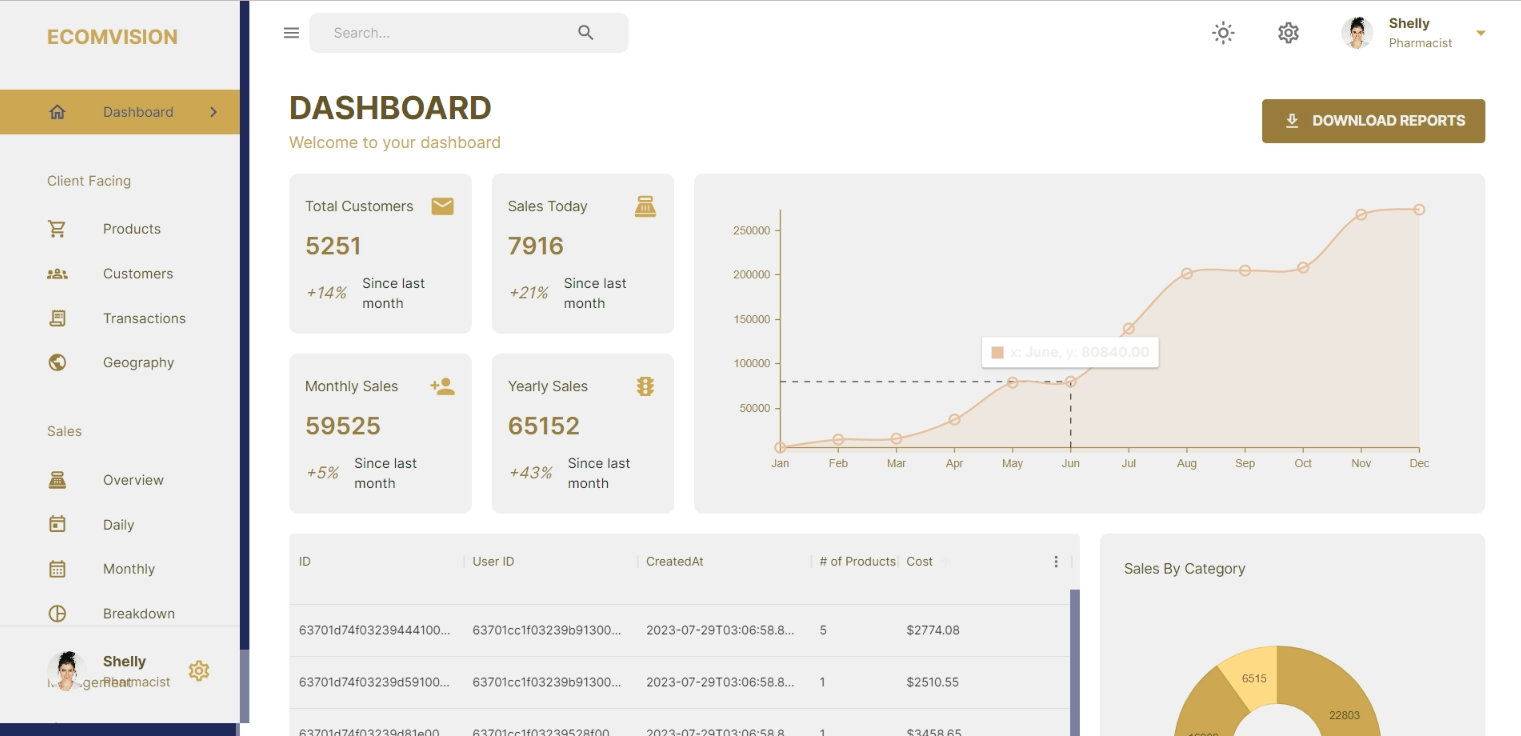 ECOMVISION
Search...
Shelly
Pharmacist
Dashboard
Client Facing
Products
Customers
Transactions
Geography
Sales
Overview
Daily
Monthly
Breakdown
Management
Shelly
Pharmacist
DASHBOARD
Welcome to your dashboard
DOWNLOAD REPORTS
Total Customers
5251
+14%
Since last
month
Sales Today
7916
+21%
Since last
month
Monthly Sales
59525
+5%
Since last
month
Yearly Sales
65152
+43%
Since last
month
250000
200000
150000
100000
50000
x: June, y: 80840.00
Jan Feb Mar Apr May Jun Jul Aug Sep Oct Nov Dec
ID User ID CreatedAt # of Products Cost
63701d74f03239444100... 63701cc1f03239b91300... 2023-07-29T03:06:58.8... 5 $2774.08
63701d74f03239d59100... 63701cc1f03239b91300... 2023-07-29T03:06:58.8... 1 $2510.55
63701d74f03239d81e00... 63701cc1f03239528f00... 2023-07-29T03:06:58.8... 1 $3458.65
Sales By Category
6515
22803